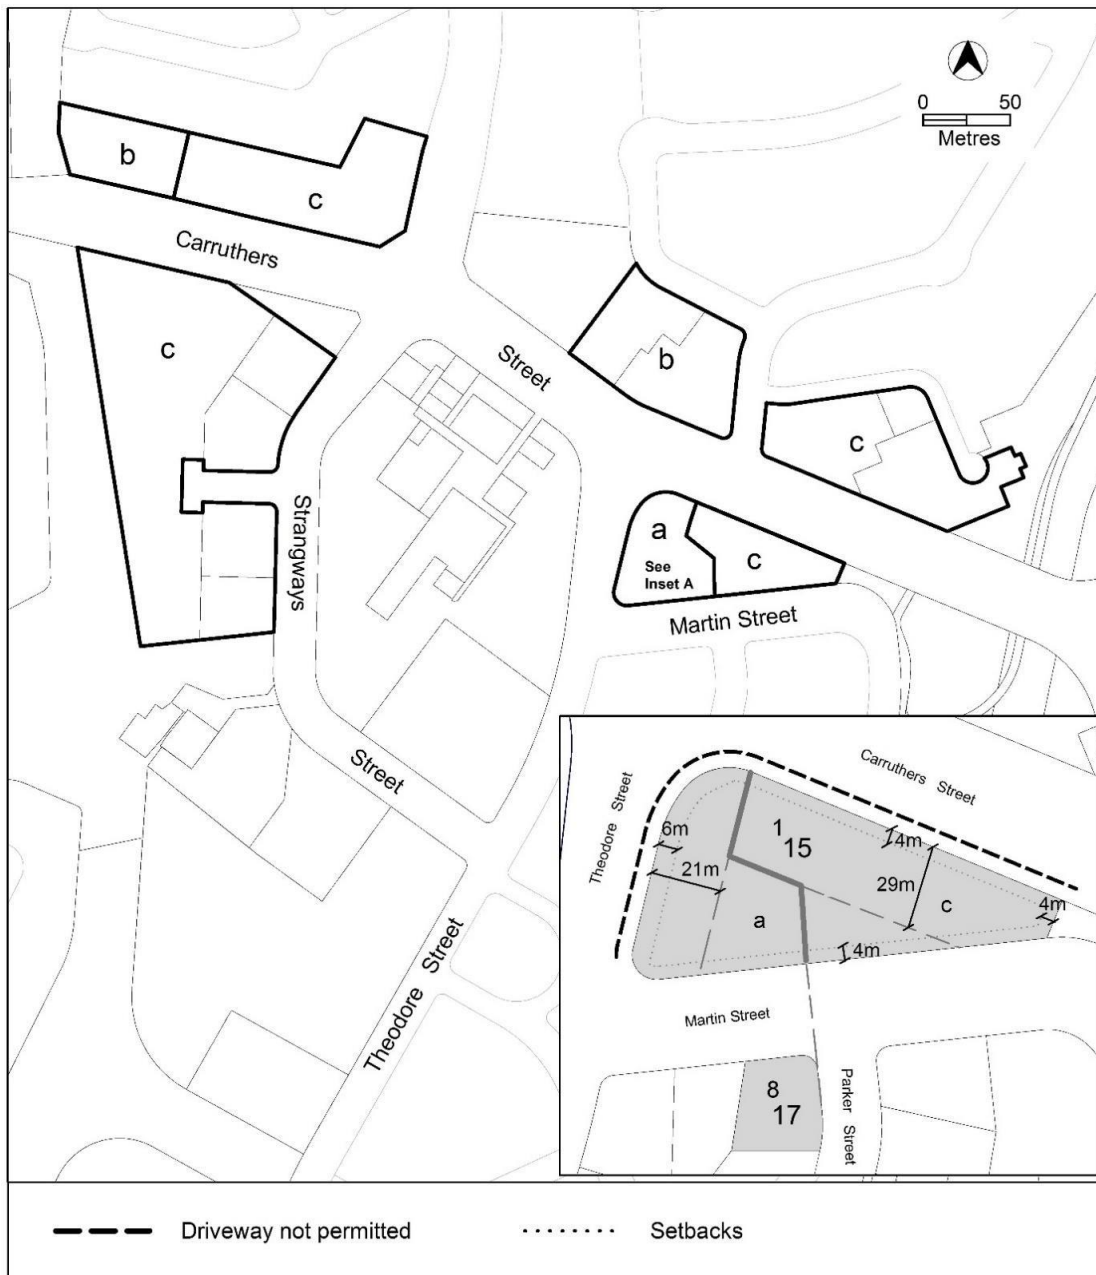 0 50
Metres
b
c
Carruthers
Street
c
b
c
a
See
Inset A
c
Martin Street
Strangways
Street
Theodore Street
Carruthers Street
Theodore Street
6m
21m
1
15
4m
29m
c
4m
a
4m
Martin Street
8
17
Parker Street
Driveway not permitted
Setbacks